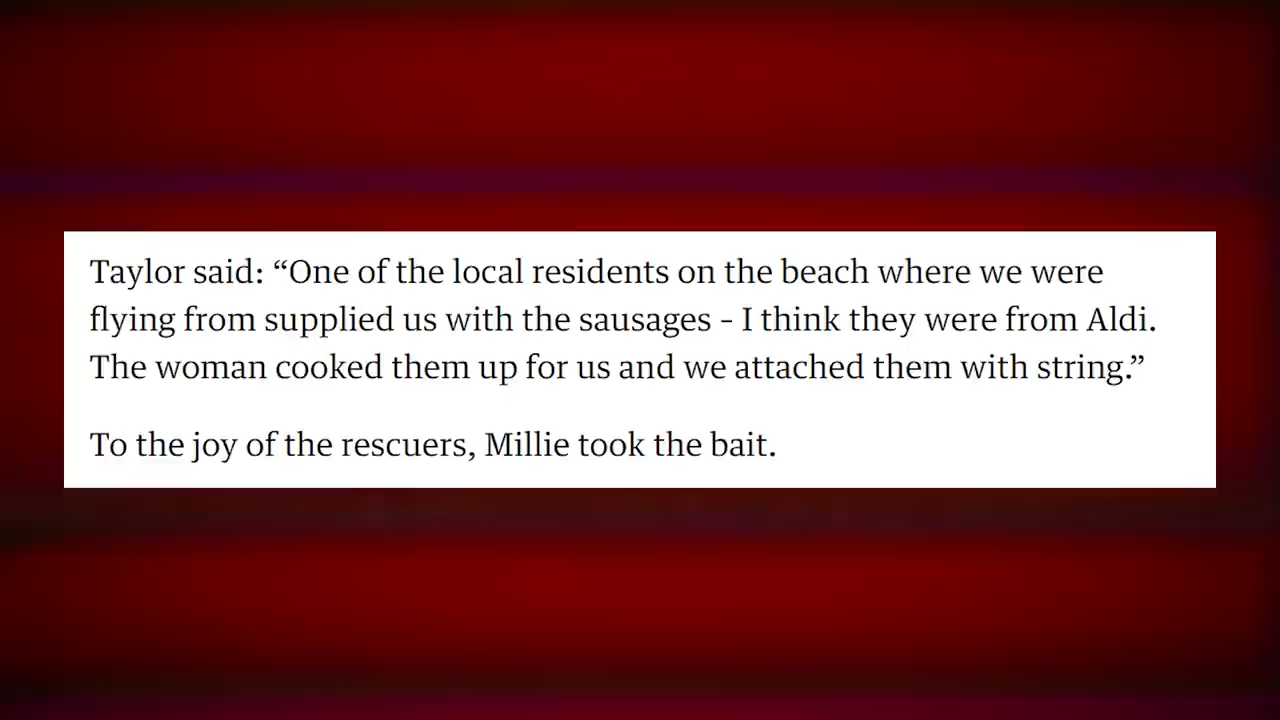 Taylor said: “One of the local residents on the beach where we were
flying from supplied us with the sausages – I think they were from Aldi.
The woman cooked them up for us and we attached them with string.”
To the joy of the rescuers, Millie took the bait.